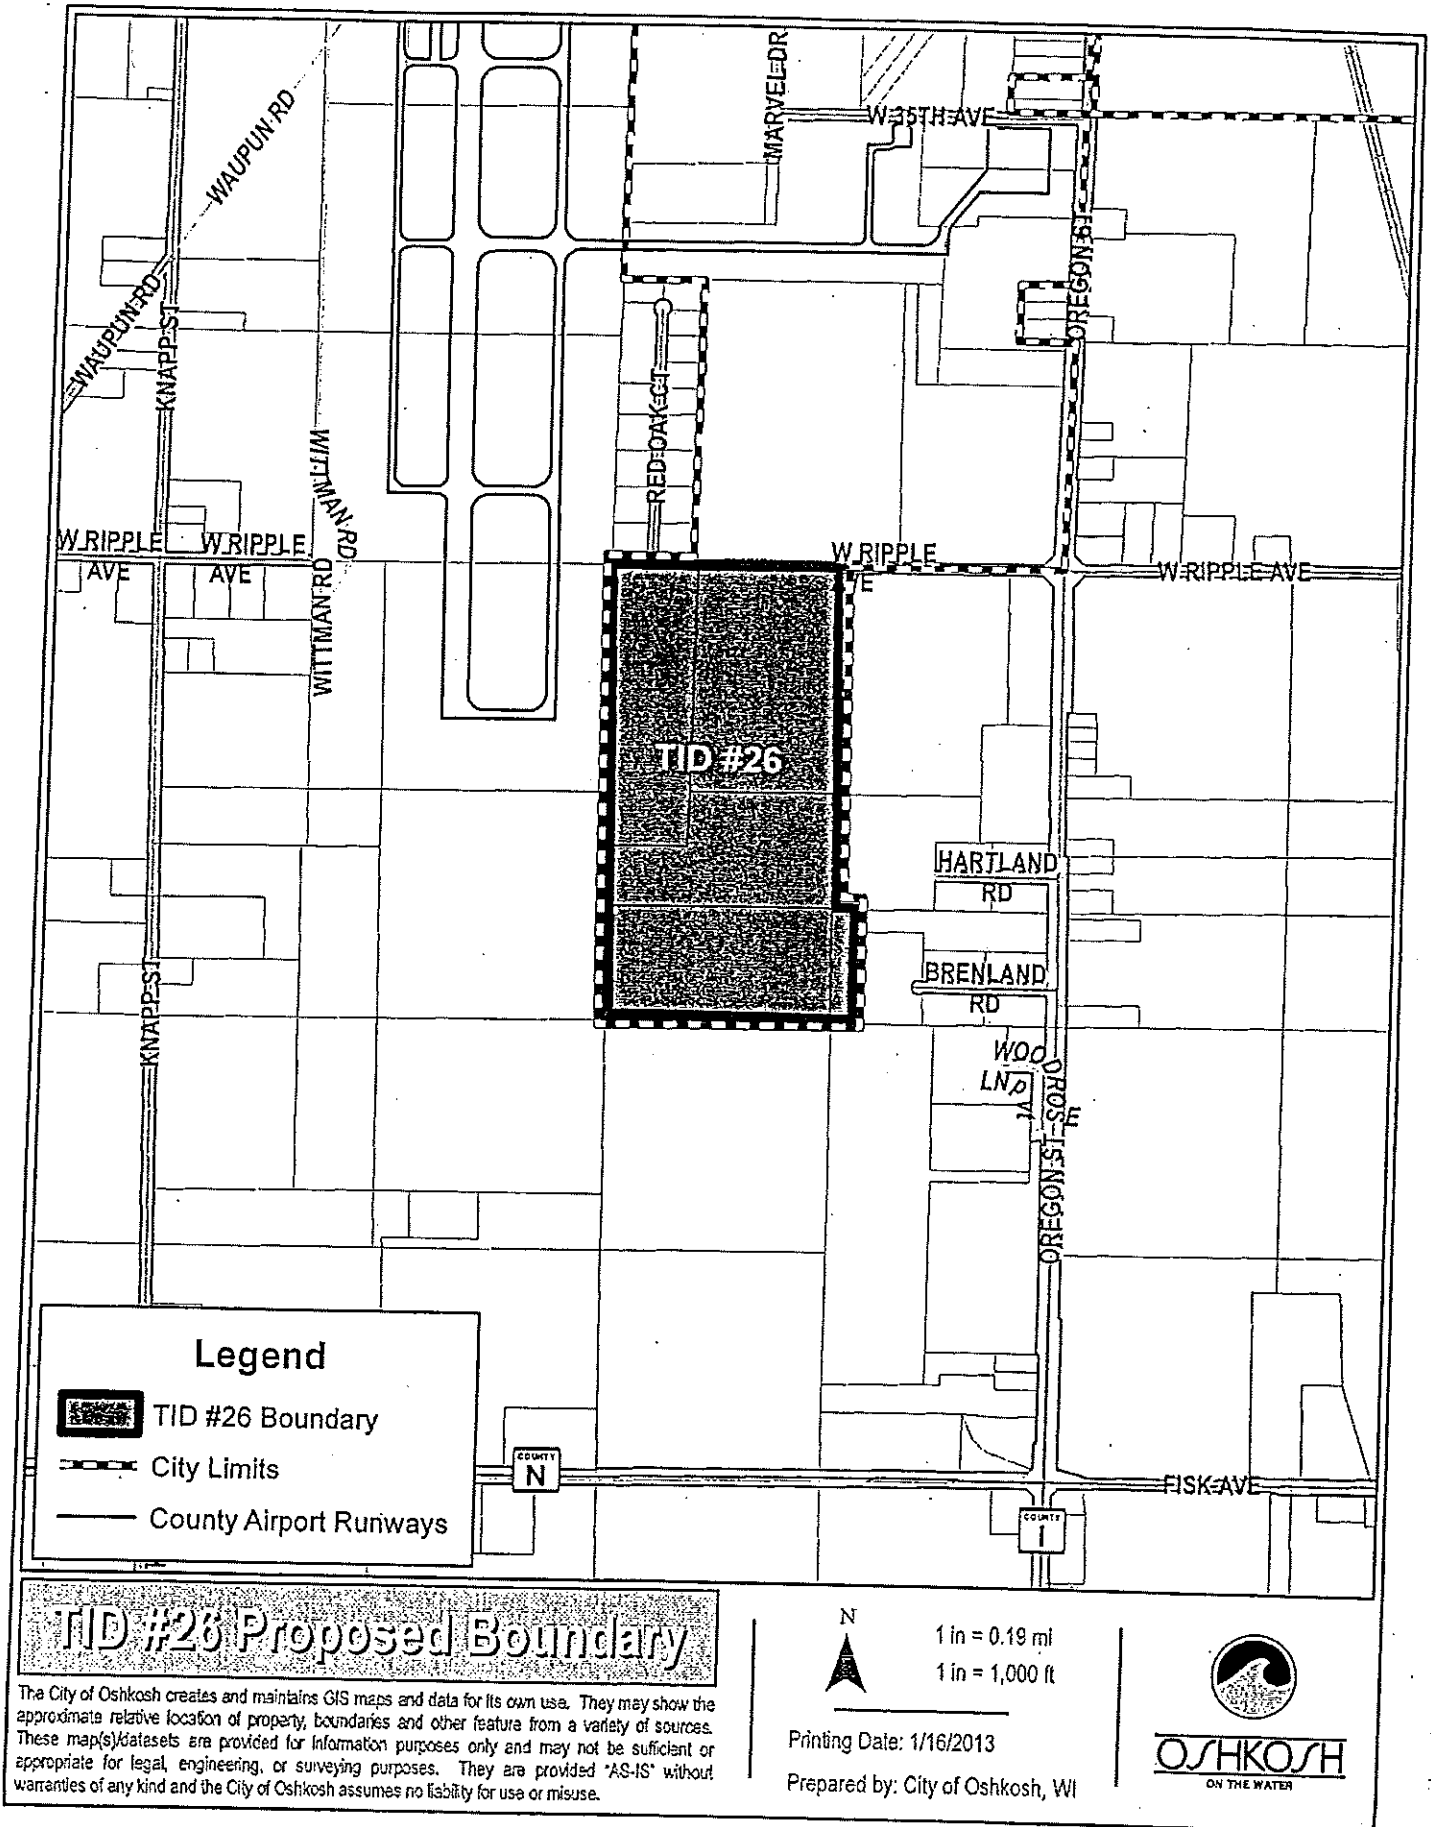 MARVEL DR
W 35TH AVE
WAUPUN RD
WAUPUN RD
KNAPP ST
OREGON ST
RED OAK CT
WITTMAN RD
W RIPPLE
AVE
W RIPPLE
AVE
W RIPPLE
E
W RIPPLE AVE
WITTMAN RD
TID #26
HARTLAND
RD
BRENLAND
RD
KNAPP ST
WOO
LN
OREGON ST
Legend
TID #26 Boundary
City Limits
County Airport Runways
COUNTY
N
FISK AVE
COUNTY
I
TID #26 Proposed Boundary
The City of Oshkosh creates and maintains GIS maps and data for its own use. They may show the
approximate relative location of property, boundaries and other feature from a variety of sources.
These map(s)/datasets are provided for information purposes only and may not be sufficient or
appropriate for legal, engineering, or surveying purposes. They are provided "AS-IS" without
warranties of any kind and the City of Oshkosh assumes no liability for use or misuse.
N
1 in = 0.19 mi
1 in = 1,000 ft
Printing Date: 1/16/2013
Prepared by: City of Oshkosh, WI
OSHKOSH
ON THE WATER